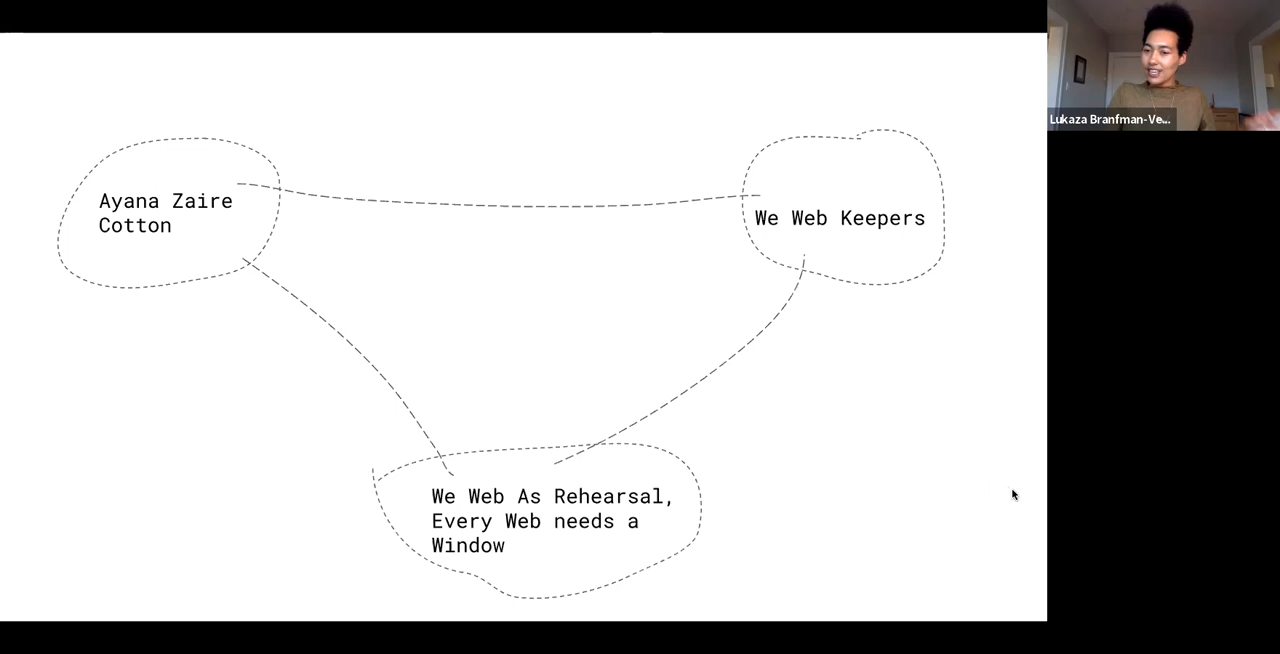 Ayana Zaire
Cotton
We Web Keepers
We Web As Rehearsal,
Every Web needs a
Window
Lukaza Branfman-Ve...